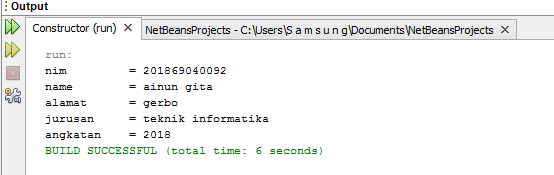 Output
Constructor (run) × NetBeansProjects - C:\Users\S a m s u n g\Documents\NetBeansProjects ×
run:
nim = 201869040092
name = ainun gita
alamat = gerbo
jurusan = teknik informatika
angkatan = 2018
BUILD SUCCESSFUL (total time: 6 seconds)